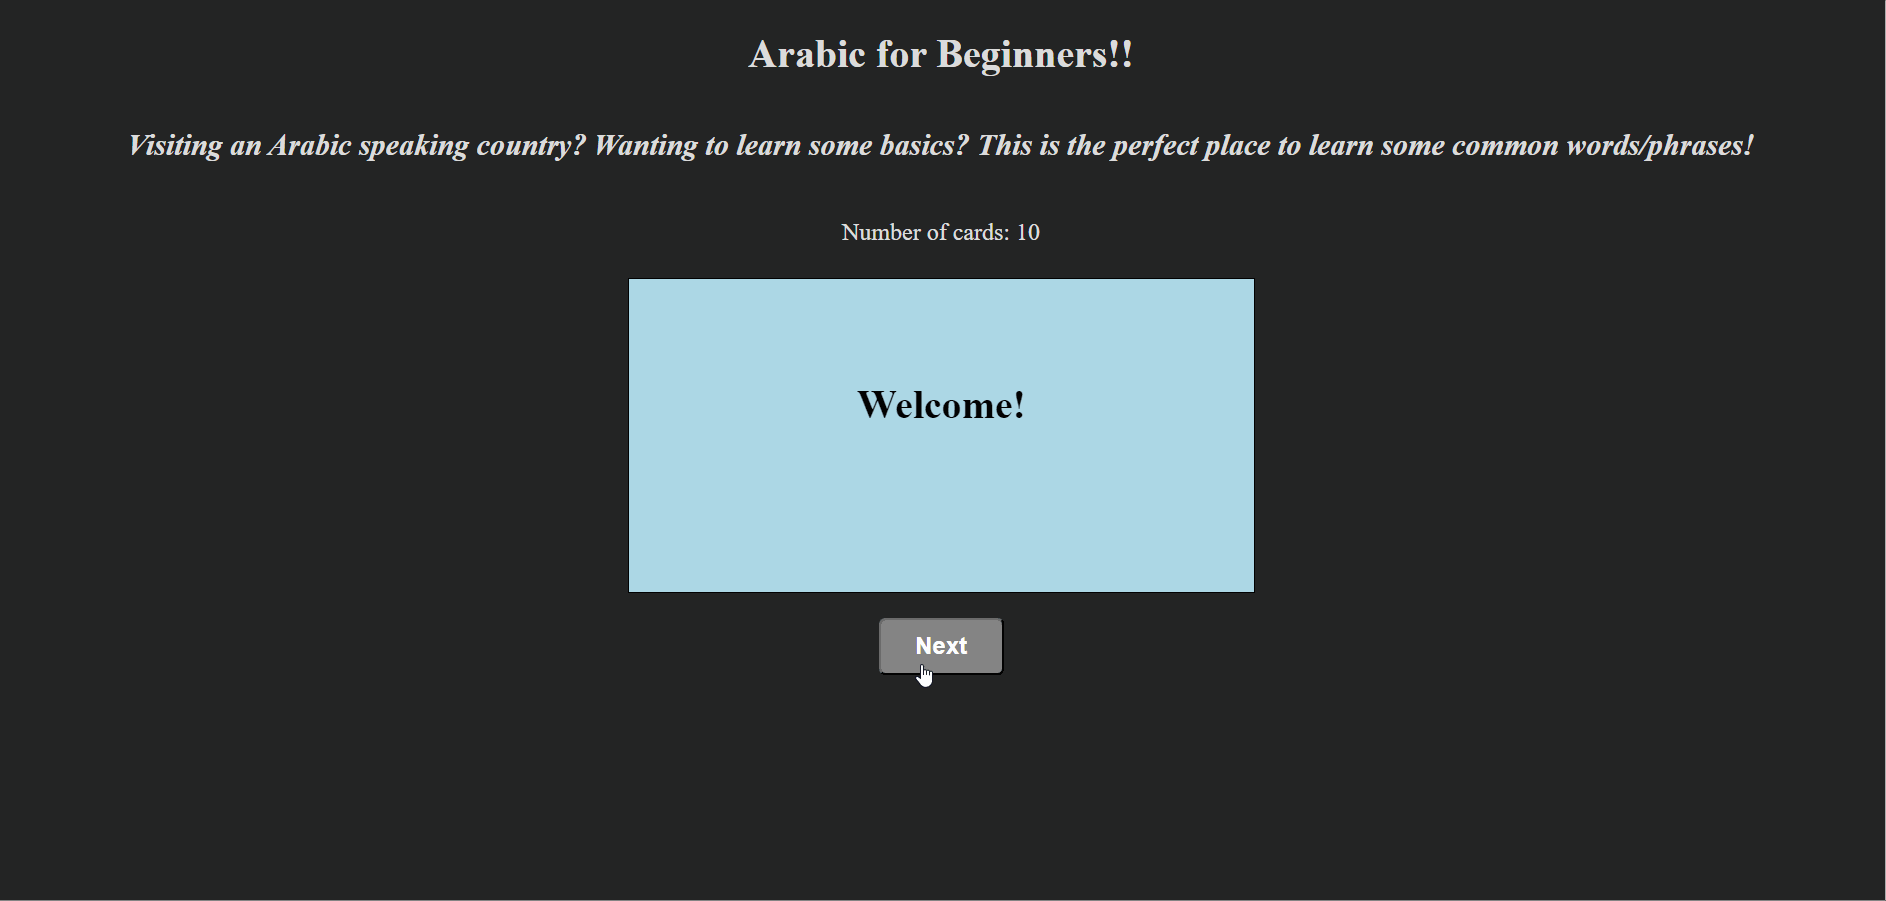 Arabic for Beginners!!
Visiting an Arabic speaking country? Wanting to learn some basics? This is the perfect place to learn some common words/phrases!
Number of cards: 10
Welcome!
Next